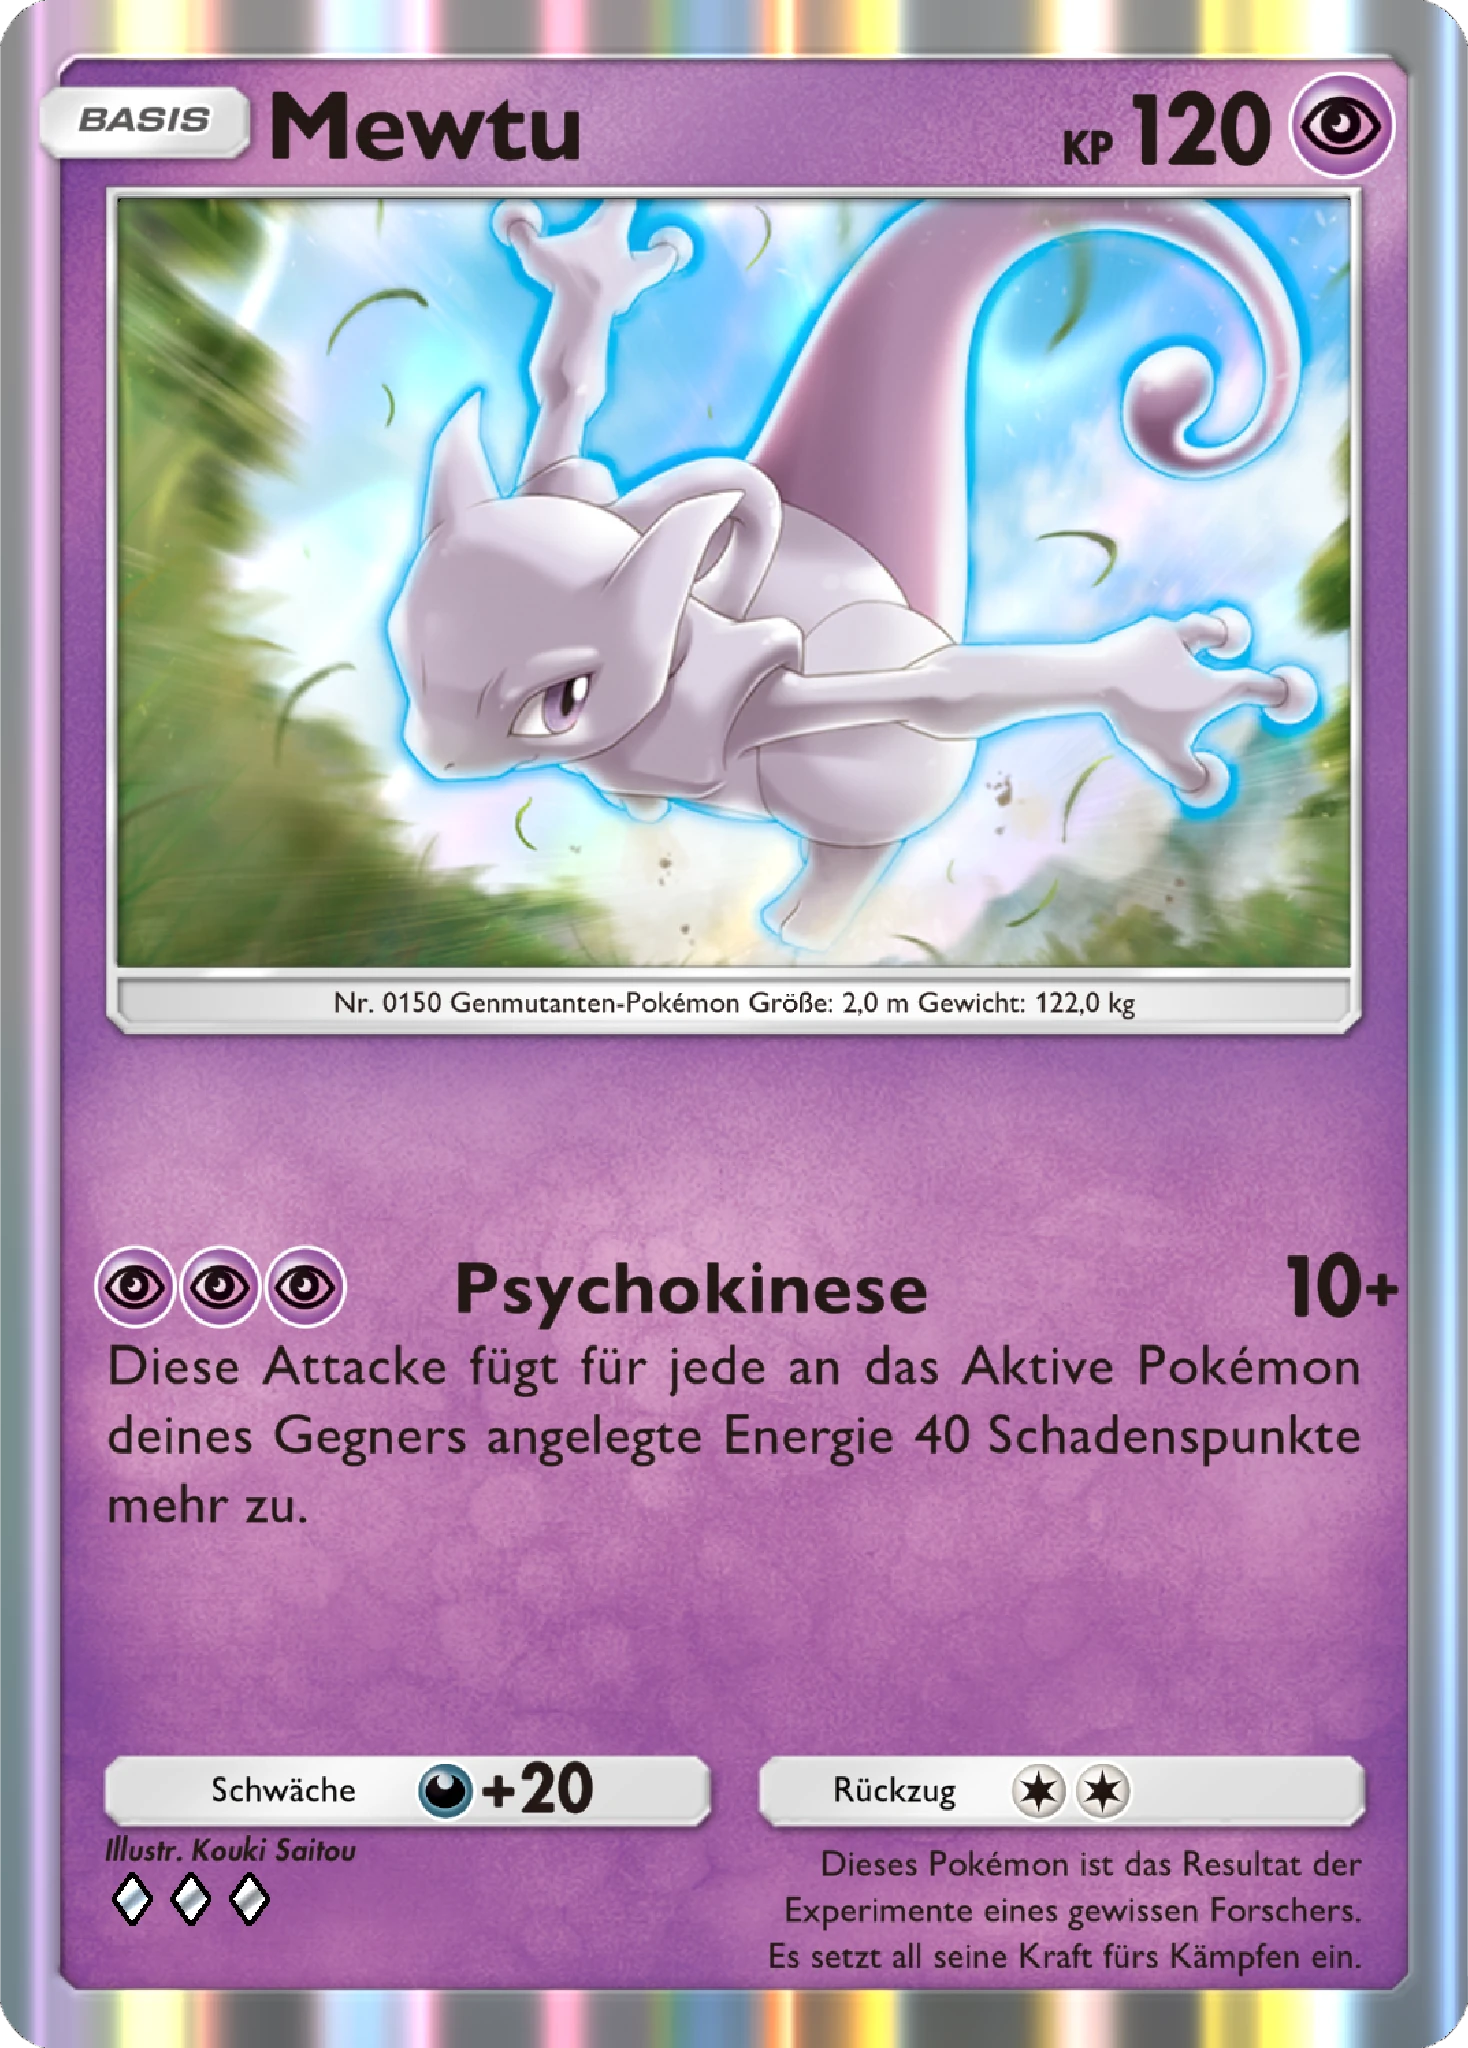 BASIS Mewtu KP 120
Nr. 0150 Genmutanten-Pokémon Größe: 2,0 m Gewicht: 122,0 kg
Psychokinese 10+
Diese Attacke fügt für jede an das Aktive Pokémon
deines Gegners angelegte Energie 40 Schadenspunkte
mehr zu.
Schwäche +20 Rückzug
Illustr. Kouki Saitou
Dieses Pokémon ist das Resultat der
Experimente eines gewissen Forschers.
Es setzt all seine Kraft fürs Kämpfen ein.